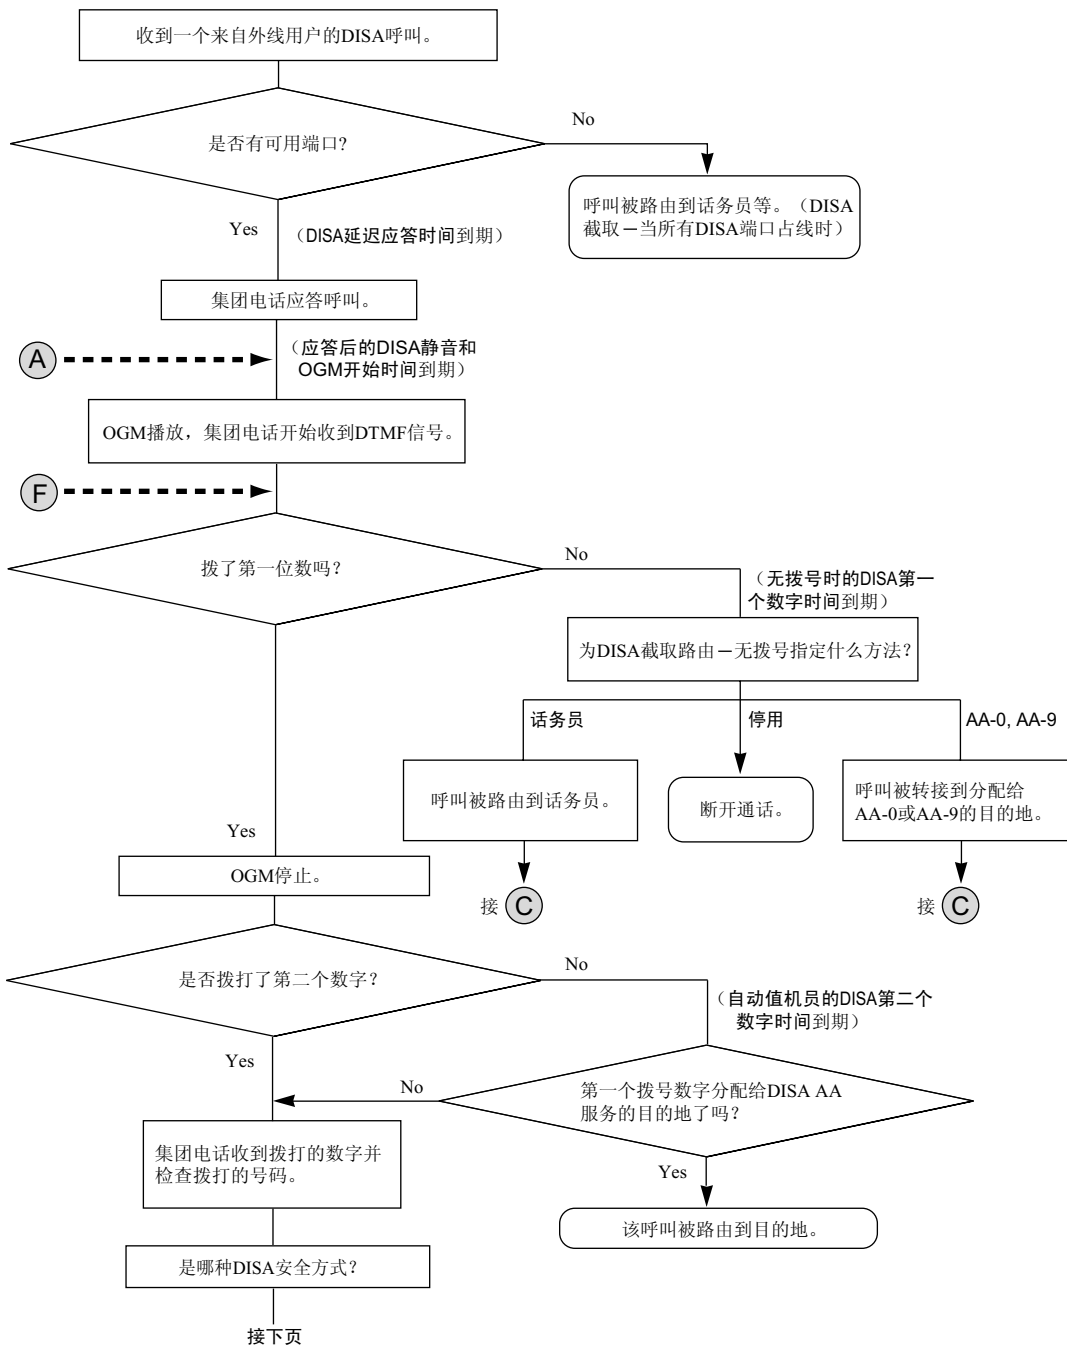 收到一个来自外线用户的DISA呼叫。
是否有可用端口?
No
呼叫被路由到话务员等。（DISA
截取－当所有DISA端口占线时）
Yes
（DISA延迟应答时间到期）
集团电话应答呼叫。
A
（应答后的DISA静音和
OGM开始时间到期）
OGM播放，集团电话开始收到DTMF信号。
F
拨了第一位数吗?
No
（无拨号时的DISA第一
个数字时间到期）
为DISA截取路由－无拨号指定什么方法?
话务员
停用
AA-0, AA-9
呼叫被路由到话务员。
断开通话。
呼叫被转接到分配给
AA-0或AA-9的目的地。
Yes
OGM停止。
接 C
接 C
是否拨打了第二个数字?
No
（自动值机员的DISA第二个
数字时间到期）
Yes
No
第一个拨号数字分配给DISA AA
服务的目的地了吗?
集团电话收到拨打的数字并
检查拨打的号码。
Yes
该呼叫被路由到目的地。
是哪种DISA安全方式?
接下页